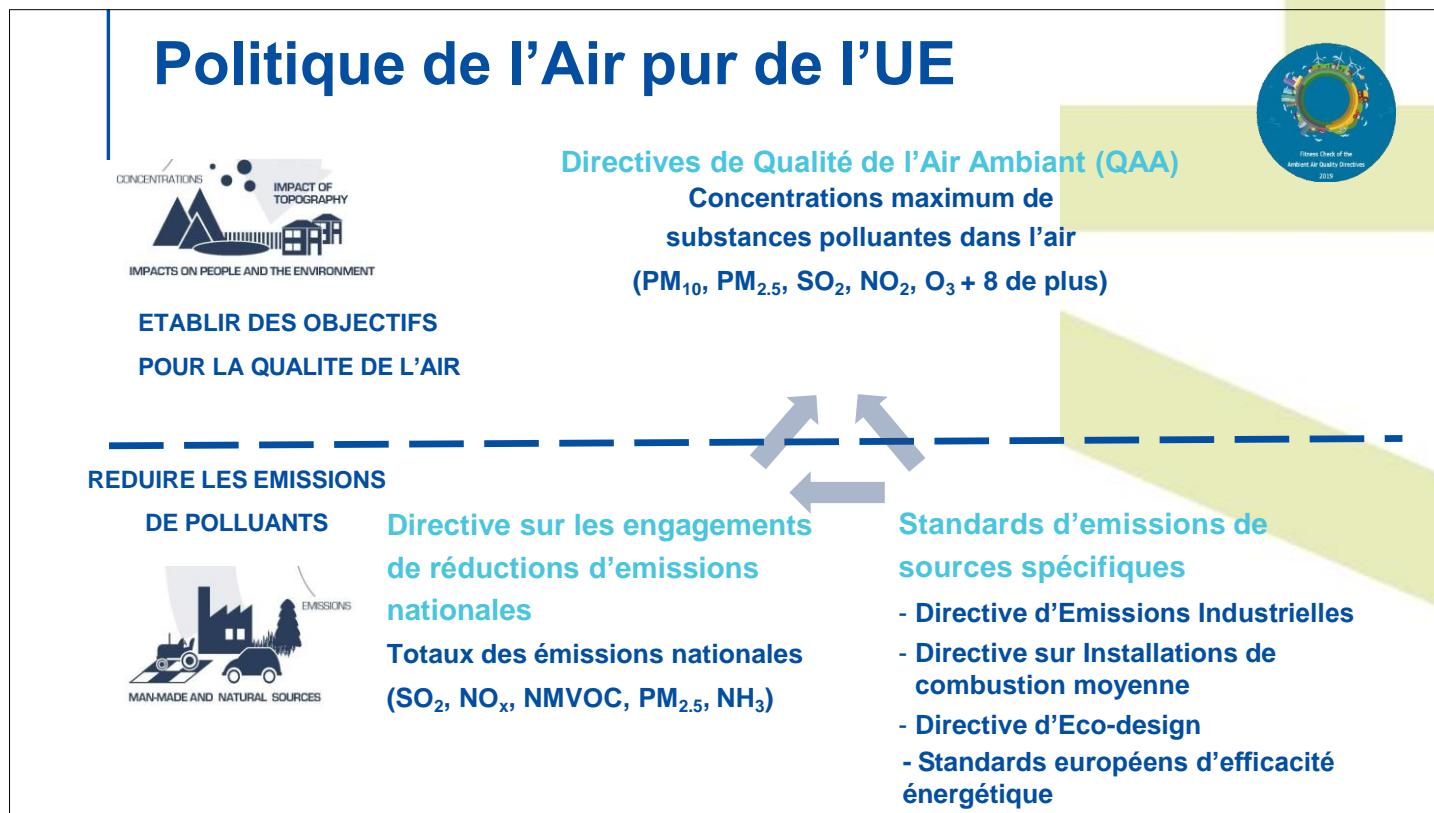 Politique de l’Air pur de l’UE
Fitness Check of the
Ambient Air Quality Directives
2019
CONCENTRATIONS
IMPACT OF
TOPOGRAPHY
IMPACTS ON PEOPLE AND THE ENVIRONMENT
ETABLIR DES OBJECTIFS
POUR LA QUALITE DE L’AIR
Directives de Qualité de l’Air Ambiant (QAA)
Concentrations maximum de
substances polluantes dans l’air
(PM₁₀, PM₂.₅, SO₂, NO₂, O₃ + 8 de plus)
REDUIRE LES EMISSIONS
DE POLLUANTS
EMISSIONS
MAN-MADE AND NATURAL SOURCES
Directive sur les engagements
de réductions d’emissions
nationales
Totaux des émissions nationales
(SO₂, NOₓ, NMVOC, PM₂.₅, NH₃)
Standards d’emissions de
sources spécifiques
- Directive d’Emissions Industrielles
- Directive sur Installations de
combustion moyenne
- Directive d’Eco-design
- Standards européens d’efficacité
énergétique